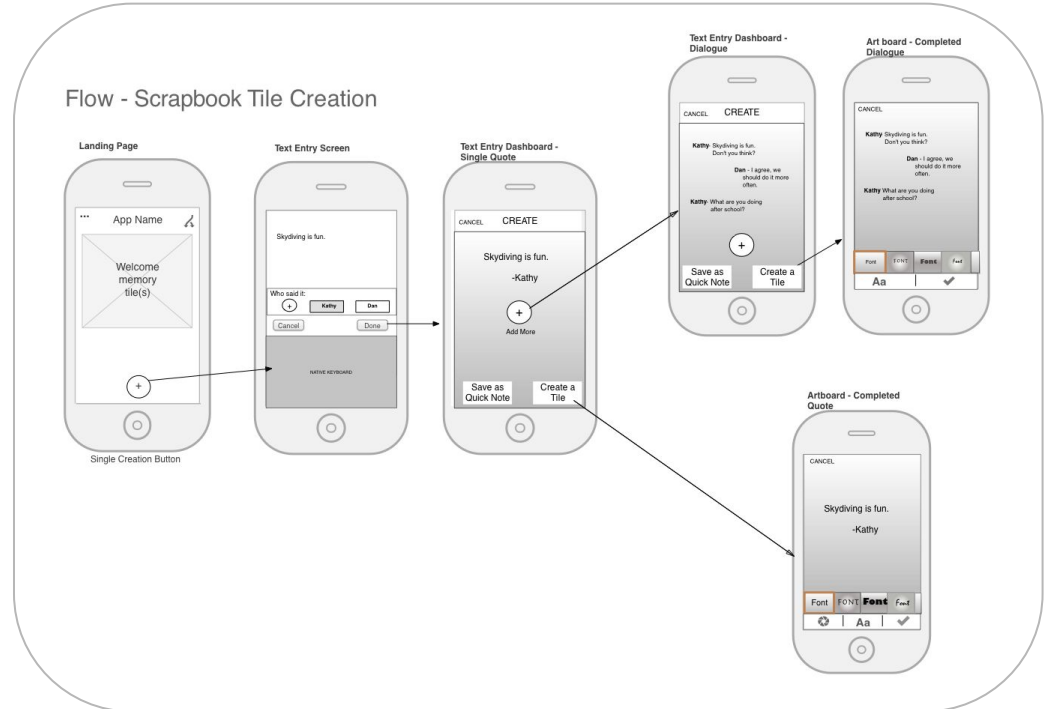 Flow - Scrapbook Tile Creation
Landing Page
•••
App Name
Welcome
memory
tile(s)
+
Single Creation Button
Text Entry Screen
Skydiving is fun.
Who said it:
+ Kathy Dan
Cancel Done
NATIVE KEYBOARD
Text Entry Dashboard -
Single Quote
CANCEL CREATE
Skydiving is fun.
-Kathy
+
Add More
Save as
Quick Note
Create a
Tile
Text Entry Dashboard -
Dialogue
CANCEL CREATE
Kathy- Skydiving is fun.
Don't you think?
Dan - I agree, we
should do it more
often.
Kathy- What are you doing
after school?
+
Save as
Quick Note
Create a
Tile
Art board - Completed
Dialogue
CANCEL
Kathy Skydiving is fun.
Don't you think?
Dan - I agree, we
should do it more
often.
Kathy What are you doing
after school?
Font FONT Font Font
Aa
Artboard - Completed
Quote
CANCEL
Skydiving is fun.
-Kathy
Font FONT Font Font
Aa